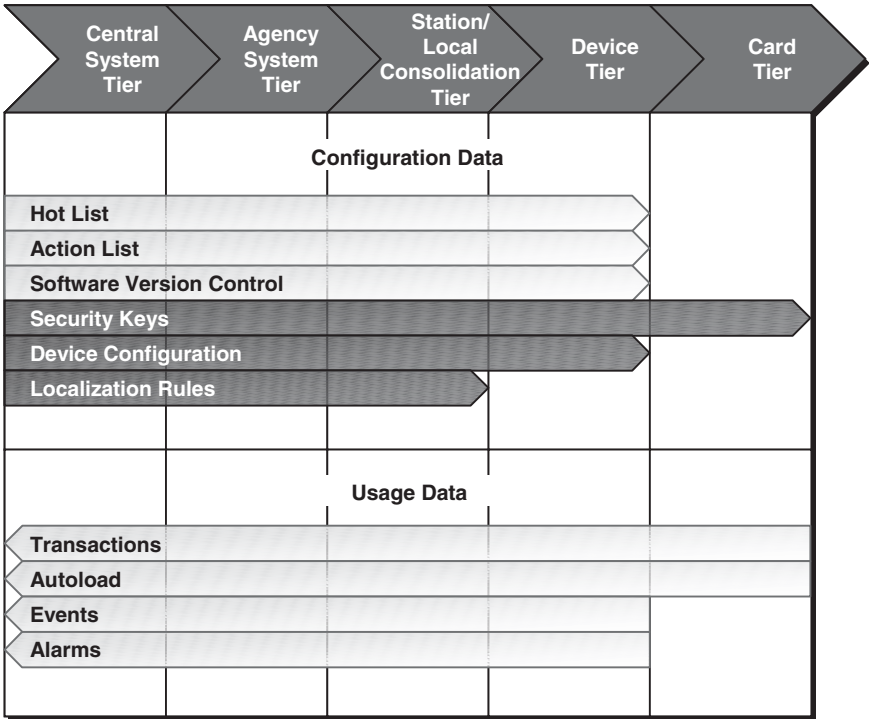 Central
System
Tier
Agency
System
Tier
Station/
Local
Consolidation
Tier
Device
Tier
Card
Tier
Configuration Data
Hot List
Action List
Software Version Control
Security Keys
Device Configuration
Localization Rules
Usage Data
Transactions
Autoload
Events
Alarms